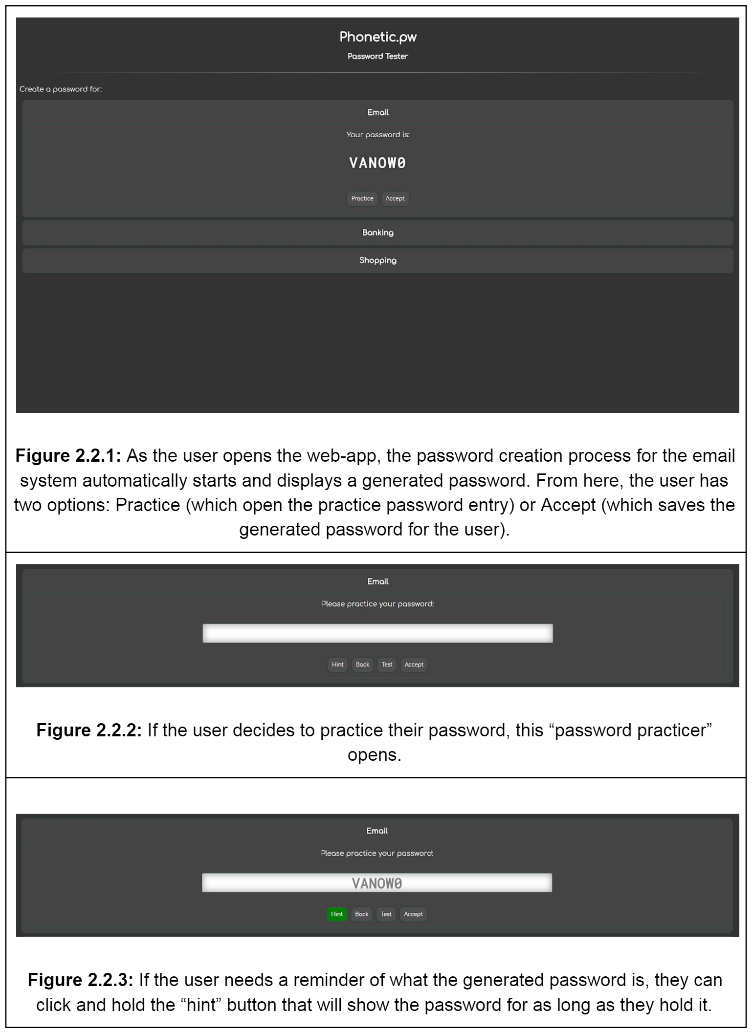 Phonetic.pw
Password Tester
Create a password for:
Email
Your password is:
VANOW0
Practice Accept
Banking
Shopping
Figure 2.2.1: As the user opens the web-app, the password creation process for the email
system automatically starts and displays a generated password. From here, the user has
two options: Practice (which open the practice password entry) or Accept (which saves the
generated password for the user).
Email
Please practice your password:
Hint Back Test Accept
Figure 2.2.2: If the user decides to practice their password, this “password practicer”
opens.
Email
Please practice your password:
VANOW0
Hint Back Test Accept
Figure 2.2.3: If the user needs a reminder of what the generated password is, they can
click and hold the “hint” button that will show the password for as long as they hold it.